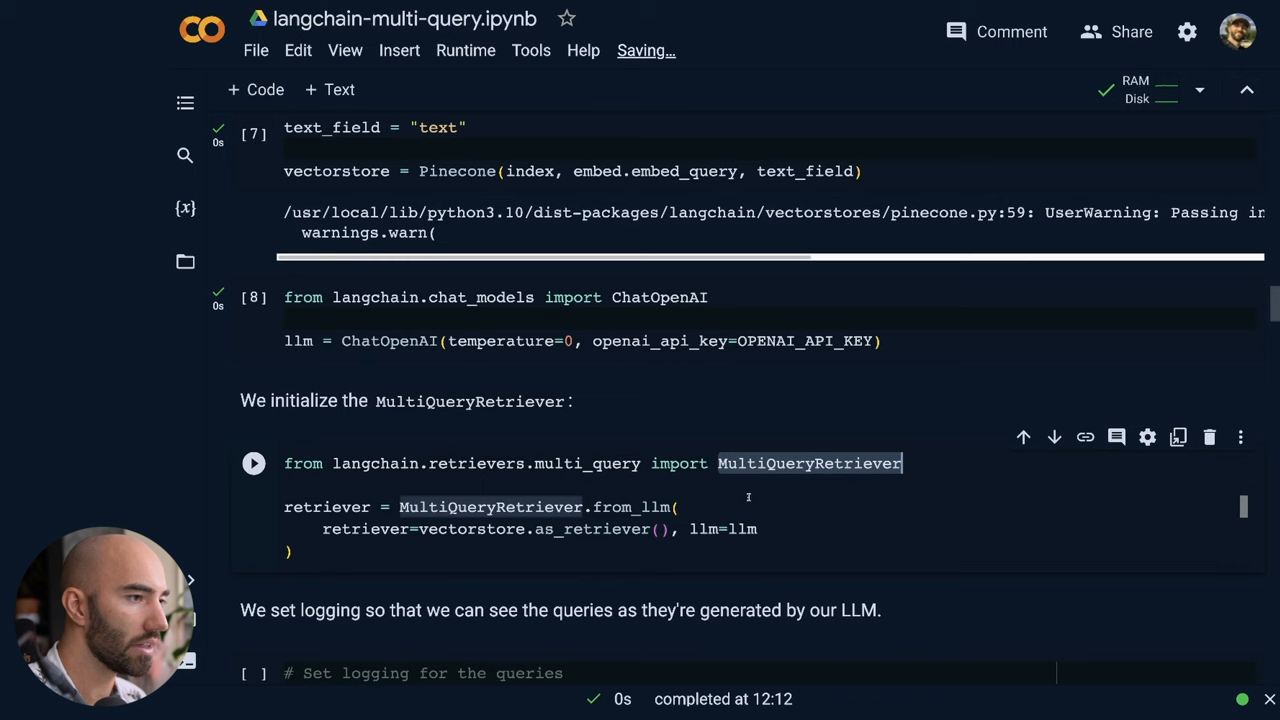 langchain-multi-query.ipynb
Comment
Share
File Edit View Insert Runtime Tools Help Saving...
+ Code + Text
RAM
Disk
[7]
0s
text_field = "text"
vectorstore = Pinecone(index, embed.embed_query, text_field)
/usr/local/lib/python3.10/dist-packages/langchain/vectorstores/pinecone.py:59: UserWarning: Passing in
warnings.warn(
[8]
0s
from langchain.chat_models import ChatOpenAI
llm = ChatOpenAI(temperature=0, openai_api_key=OPENAI_API_KEY)
We initialize the MultiQueryRetriever:
from langchain.retrievers.multi_query import MultiQueryRetriever
retriever = MultiQueryRetriever.from_llm(
retriever=vectorstore.as_retriever(), llm=llm
)
We set logging so that we can see the queries as they're generated by our LLM.
[ ] # Set logging for the queries
0s completed at 12:12